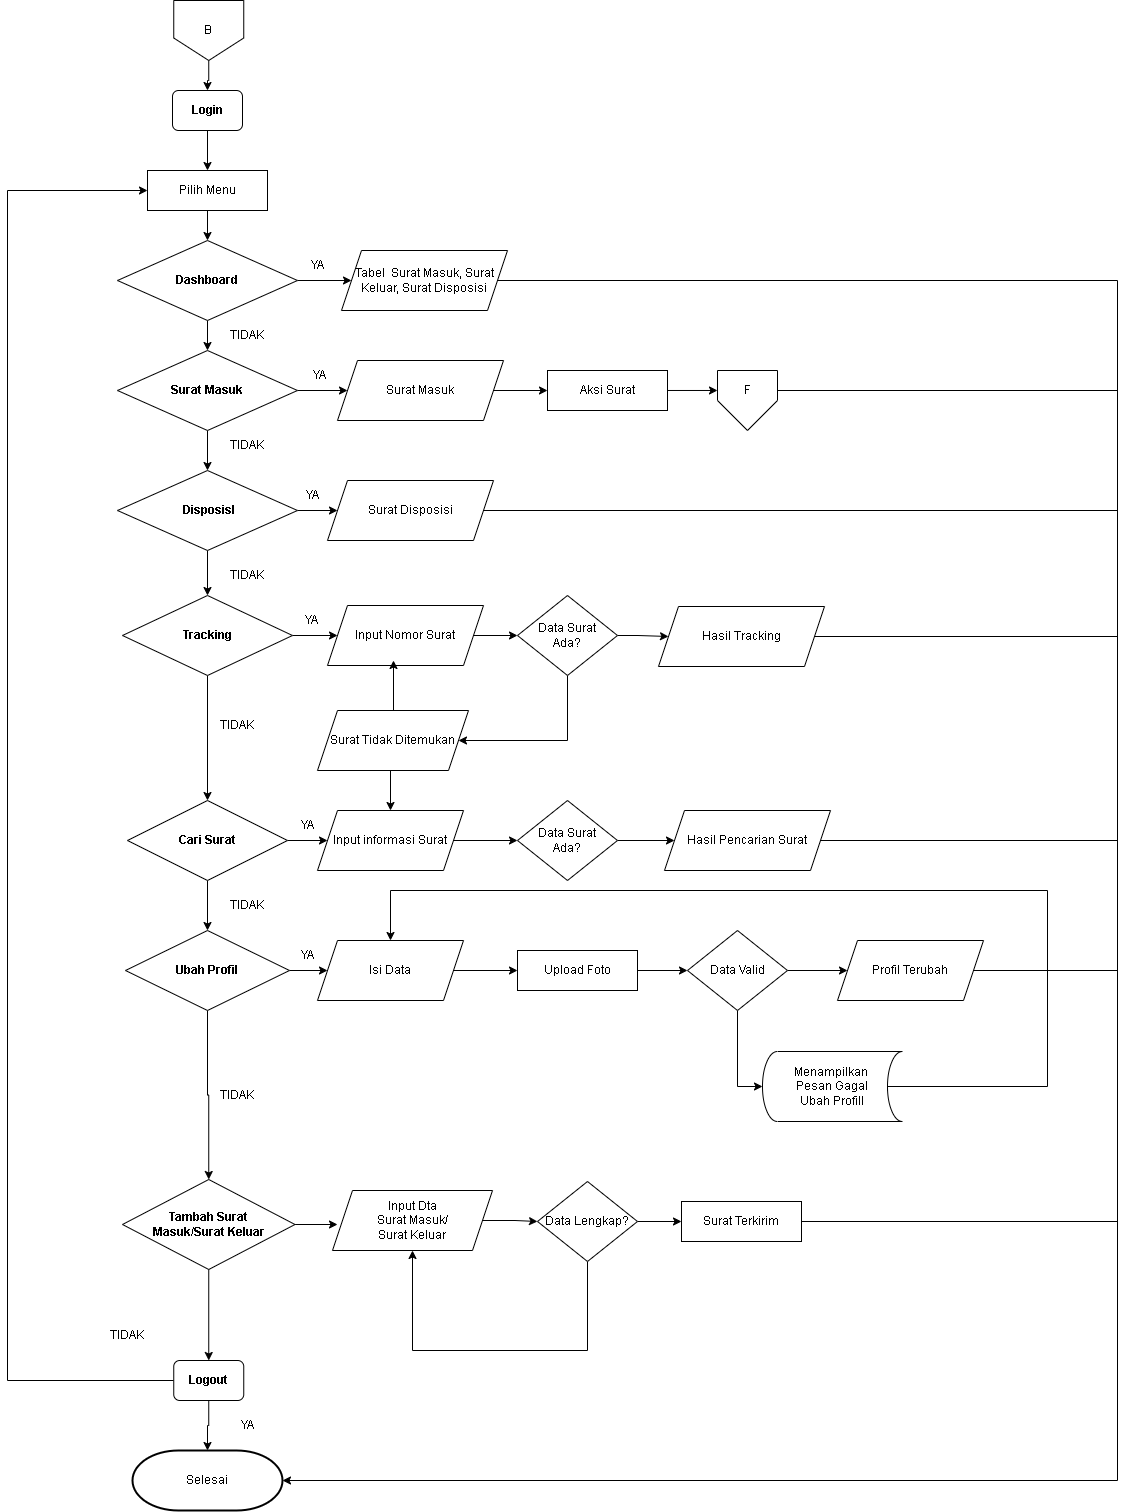 B
Login
Pilih Menu
Dashboard
YA
Tabel Surat Masuk, Surat
Keluar, Surat Disposisi
TIDAK
Surat Masuk
YA
Surat Masuk
Aksi Surat
F
TIDAK
DisposisI
YA
Surat Disposisi
TIDAK
Tracking
YA
Input Nomor Surat
Data Surat
Ada?
Hasil Tracking
TIDAK
Surat Tidak Ditemukan
Cari Surat
YA
Input informasi Surat
Data Surat
Ada?
Hasil Pencarian Surat
TIDAK
Ubah Profil
YA
Isi Data
Upload Foto
Data Valid
Profil Terubah
Menampilkan
Pesan Gagal
Ubah Profill
TIDAK
Tambah Surat
Masuk/Surat Keluar
Input Dta
Surat Masuk/
Surat Keluar
Data Lengkap?
Surat Terkirim
TIDAK
Logout
YA
Selesai